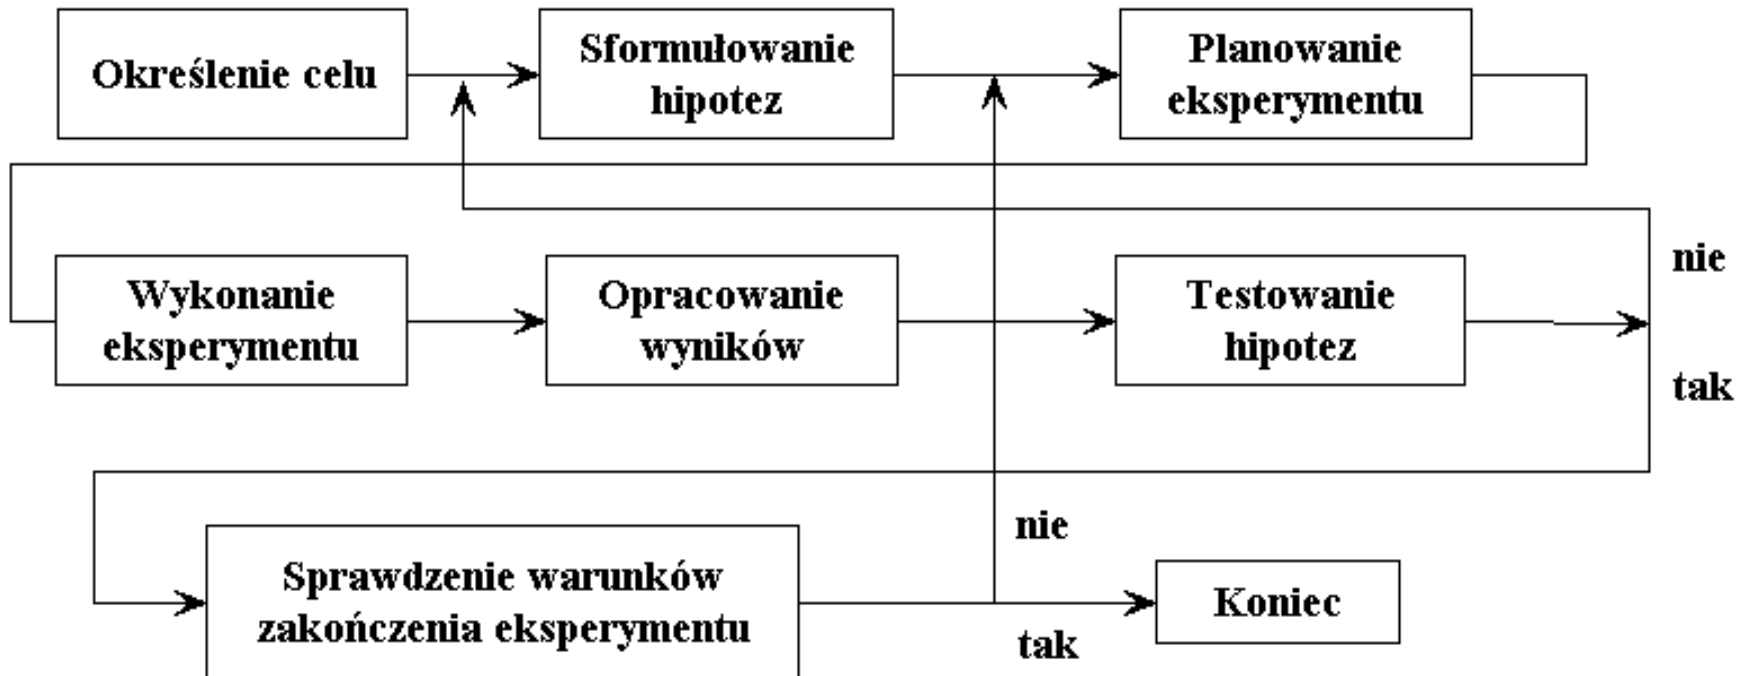 Określenie celu
Sformułowanie
hipotez
Planowanie
eksperymentu
nie
Wykonanie
eksperymentu
Opracowanie
wyników
Testowanie
hipotez
tak
nie
Sprawdzenie warunków
zakończenia eksperymentu
Koniec
tak